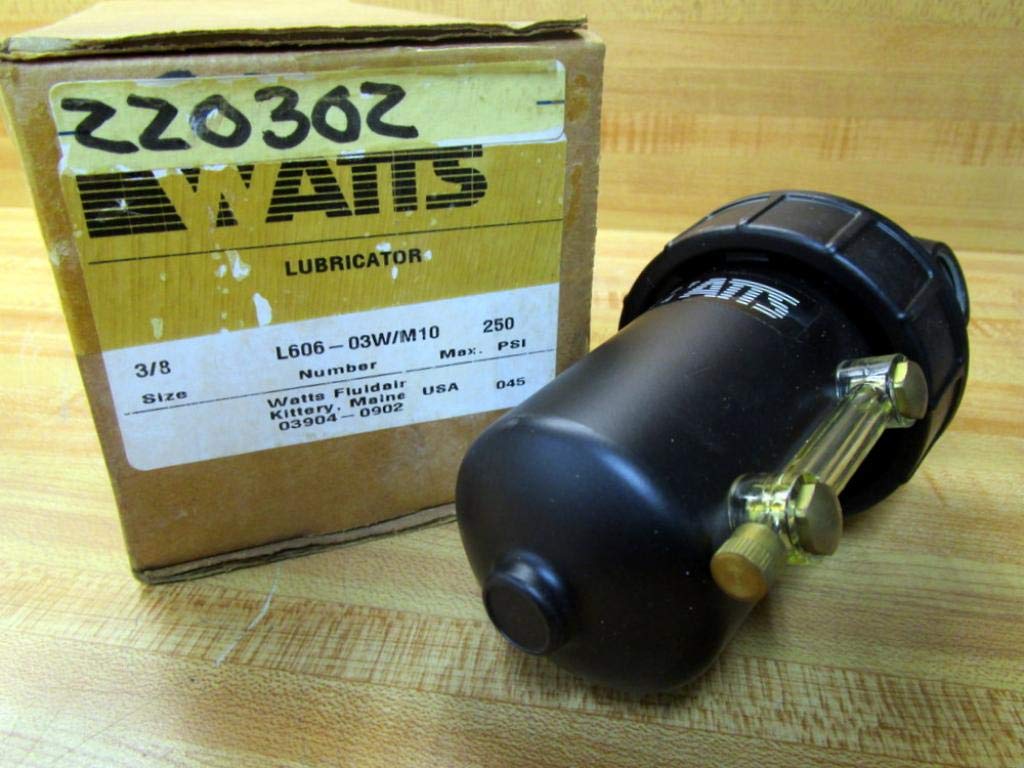 220302
WATTS
LUBRICATOR
3/8 L606-03W/M10 250
Size Number Max. PSI
Watts Fluidair USA 045
Kittery, Maine
03904-0902
WATTS